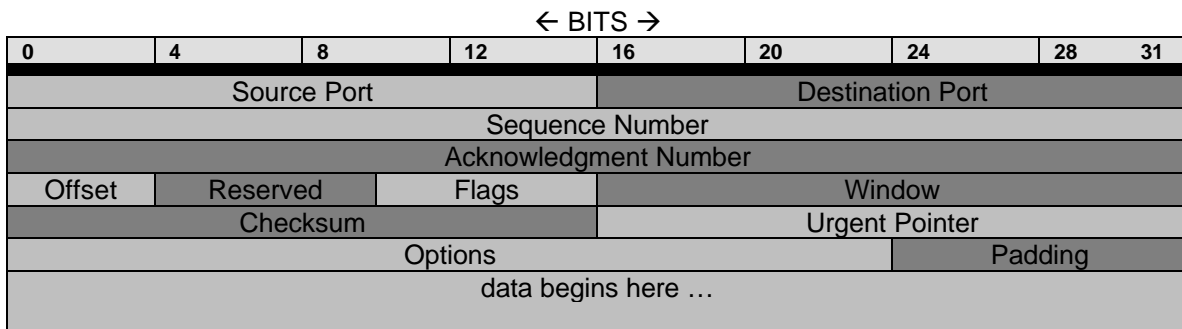 ← BITS →
0 4 8 12 16 20 24 28 31
Source Port Destination Port
Sequence Number
Acknowledgment Number
Offset Reserved Flags Window
Checksum Urgent Pointer
Options Padding
data begins here …